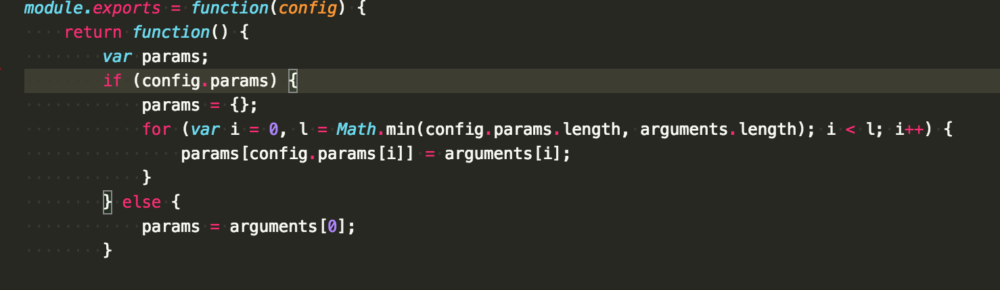 module.exports = function(config) {
    return function() {
        var params;
        if (config.params) {
            params = {};
            for (var i = 0, l = Math.min(config.params.length, arguments.length); i < l; i++) {
                params[config.params[i]] = arguments[i];
            }
        } else {
            params = arguments[0];
        }